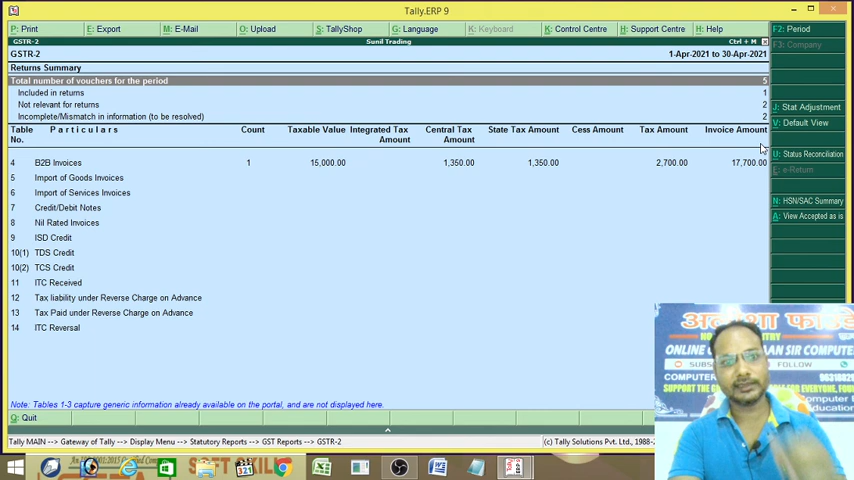 Tally.ERP 9
P: Print E: Export M: E-Mail O: Upload S: TallyShop G: Language K: Keyboard K: Control Centre H: Support Centre H: Help F2: Period
GSTR-2 Sunil Trading Ctrl + M F3: Company
GSTR-2 1-Apr-2021 to 30-Apr-2021
Returns Summary
Total number of vouchers for the period 5
Included in returns 1
Not relevant for returns 2
Incomplete/Mismatch in information (to be resolved) 2
J: Stat Adjustment
V: Default View
U: Status Reconciliation
E: e-Return
N: HSN/SAC Summary
A: View Accepted as is
Table Particulars Count Taxable Value Integrated Tax Central Tax State Tax Amount Cess Amount Tax Amount Invoice Amount
No. Amount Amount
4 B2B Invoices 1 15,000.00 1,350.00 1,350.00 2,700.00 17,700.00
5 Import of Goods Invoices
6 Import of Services Invoices
7 Credit/Debit Notes
8 Nil Rated Invoices
9 ISD Credit
10(1) TDS Credit
10(2) TCS Credit
11 ITC Received
12 Tax liability under Reverse Charge on Advance
13 Tax Paid under Reverse Charge on Advance
14 ITC Reversal
Note: Tables 1-3 capture generic information already available on the portal, and are not displayed here.
Q: Quit
Tally MAIN --> Gateway of Tally --> Display Menu --> Statutory Reports --> GST Reports --> GSTR-2 (c) Tally Solutions Pvt. Ltd., 1988-2
ONLINE
AAN SIR COMPUTER
FOLLOW
COMPUTER
SUPPORT THE
SOFT SKIL